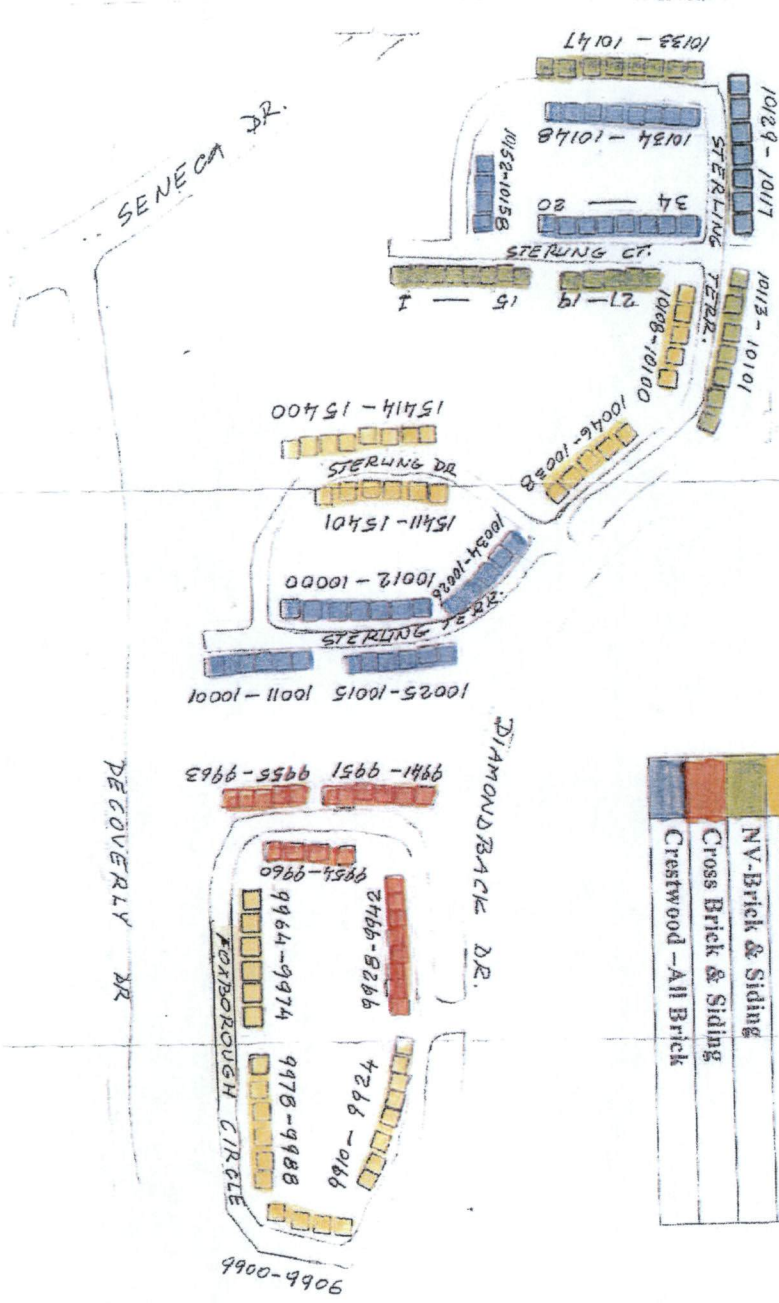 10133 - 10147
10129 - 10117
10134 - 10148
STERLING TERR.
10152-10158
34 — 20
STERLING CT.
SENECA DR.
15 — 1
27-19
10108-10100
10113-10101
10046-10038
15414-15400
STERLING DR
15411-15401
10034-10026
10012-10000
STERLING TERR.
10011-10001
10025-10015
DIAMONDBACK DR.
DECOVERLY DR
9955-9963
9941-9951
9954-9960
9928-9942
9964-9974
FOXBOROUGH CIRCLE
9978-9988
9910-9924
9900-9906
NV-Brick & Siding
Cross Brick & Siding
Crestwood -All Brick